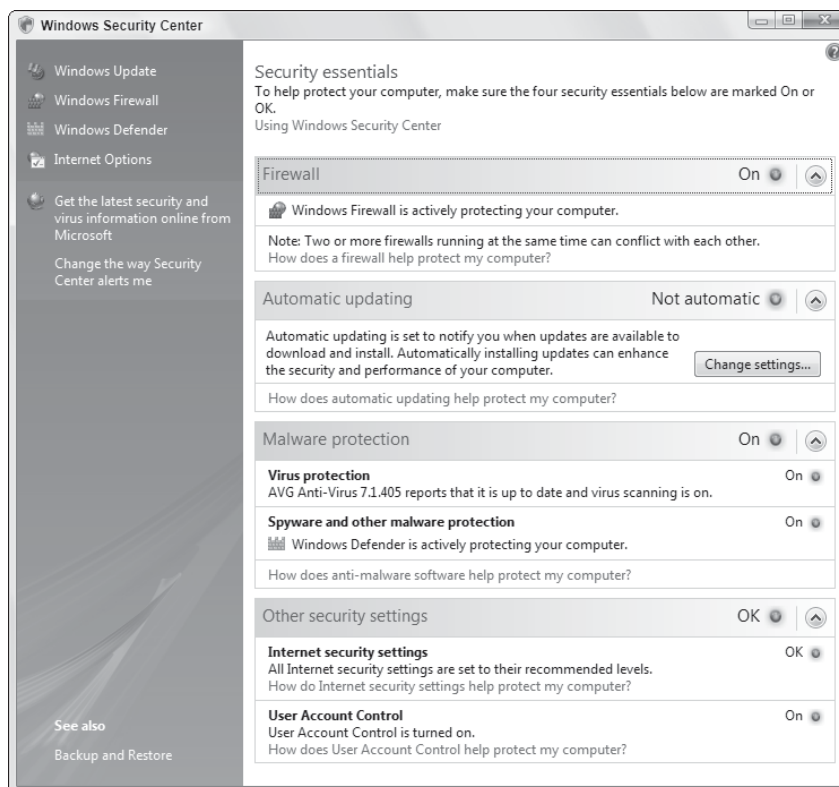 Windows Security Center
Windows Update
Windows Firewall
Windows Defender
Internet Options
Get the latest security and
virus information online from
Microsoft
Change the way Security
Center alerts me
See also
Backup and Restore
Security essentials
To help protect your computer, make sure the four security essentials below are marked On or
OK.
Using Windows Security Center
Firewall On
Windows Firewall is actively protecting your computer.
Note: Two or more firewalls running at the same time can conflict with each other.
How does a firewall help protect my computer?
Automatic updating Not automatic
Automatic updating is set to notify you when updates are available to
download and install. Automatically installing updates can enhance
the security and performance of your computer.
Change settings...
How does automatic updating help protect my computer?
Malware protection On
Virus protection On
AVG Anti-Virus 7.1.405 reports that it is up to date and virus scanning is on.
Spyware and other malware protection On
Windows Defender is actively protecting your computer.
How does anti-malware software help protect my computer?
Other security settings OK
Internet security settings OK
All Internet security settings are set to their recommended levels.
How do Internet security settings help protect my computer?
User Account Control On
User Account Control is turned on.
How does User Account Control help protect my computer?